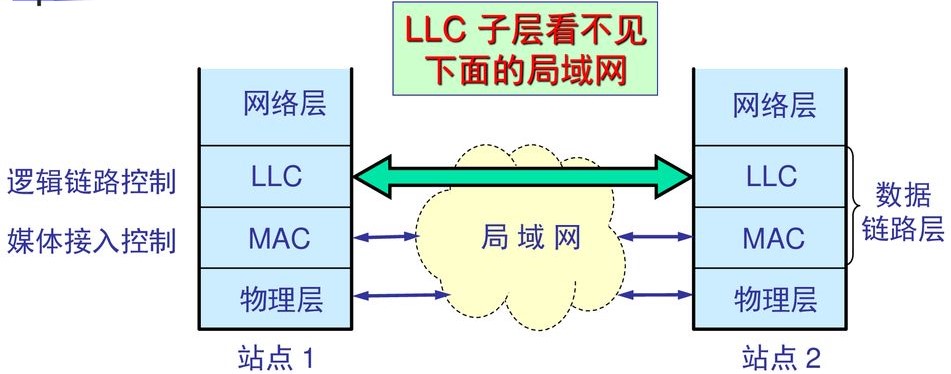 LLC 子层看不见
下面的局域网
网络层
网络层
逻辑链路控制
LLC
LLC
数据
链路层
媒体接入控制
MAC
局域网
MAC
物理层
物理层
站点 1
站点 2